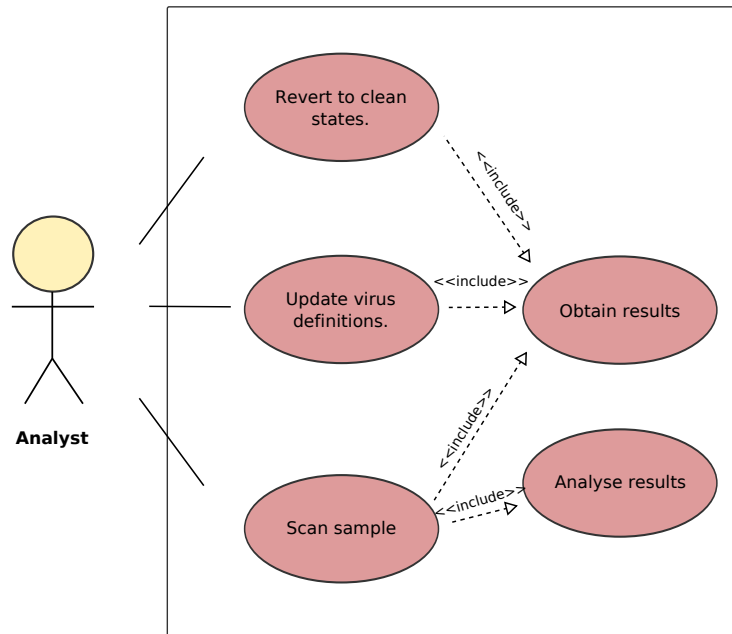 Revert to clean
states.
<<include>>
<<include>>
Update virus
definitions.
Obtain results
Analyst
<<include>>
<<include>>
Analyse results
Scan sample